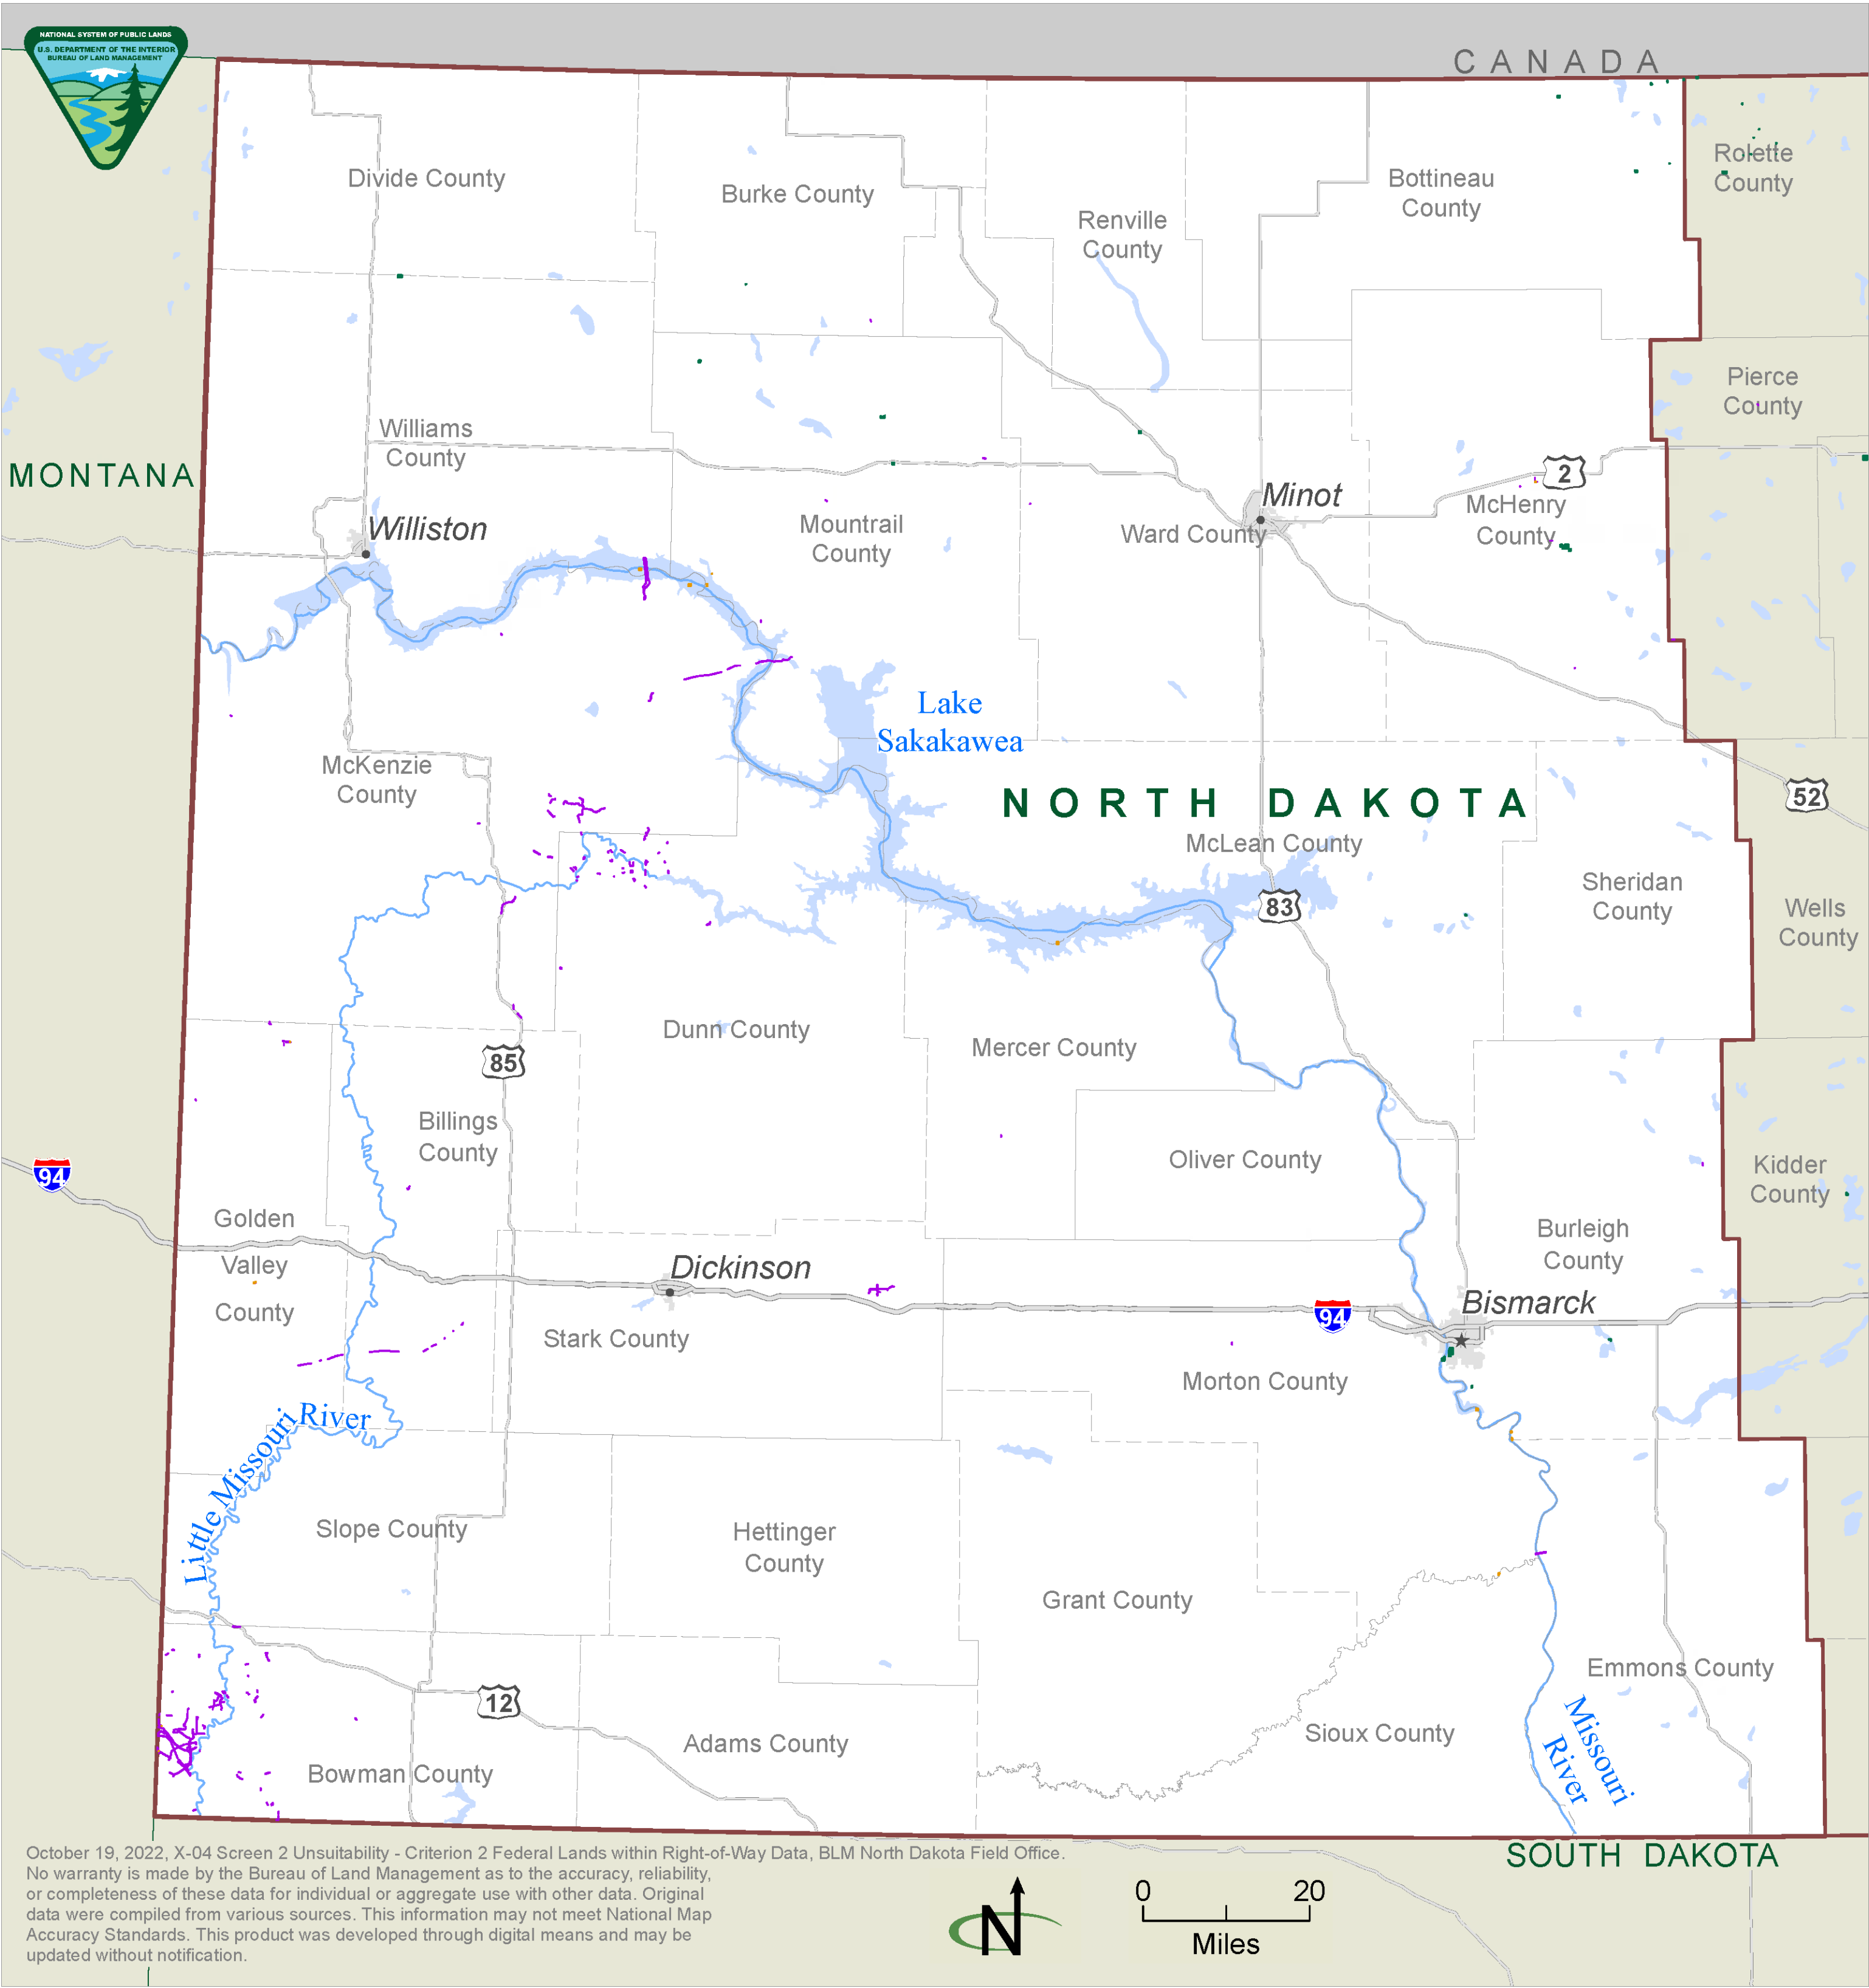 NATIONAL SYSTEM OF PUBLIC LANDS
U.S. DEPARTMENT OF THE INTERIOR
BUREAU OF LAND MANAGEMENT
CANADA
Divide County
Burke County
Renville
County
Bottineau
County
Rolette
County
Pierce
County
MONTANA
Williams
County
Williston
Mountrail
County
Minot
Ward County
2
McHenry
County
Lake
Sakakawea
McKenzie
County
NORTH DAKOTA
52
McLean County
83
Sheridan
County
Wells
County
Dunn County
Mercer County
85
Billings
County
94
Oliver County
Kidder
County
Golden
Valley
County
Burleigh
County
Dickinson
Stark County
94
Bismarck
Morton County
Little Missouri River
Slope County
Hettinger
County
Grant County
Emmons County
12
Adams County
Sioux County
Missouri
River
Bowman County
SOUTH DAKOTA
October 19, 2022, X-04 Screen 2 Unsuitability - Criterion 2 Federal Lands within Right-of-Way Data, BLM North Dakota Field Office.
No warranty is made by the Bureau of Land Management as to the accuracy, reliability,
or completeness of these data for individual or aggregate use with other data. Original
data were compiled from various sources. This information may not meet National Map
Accuracy Standards. This product was developed through digital means and may be
updated without notification.
N
0 20
Miles